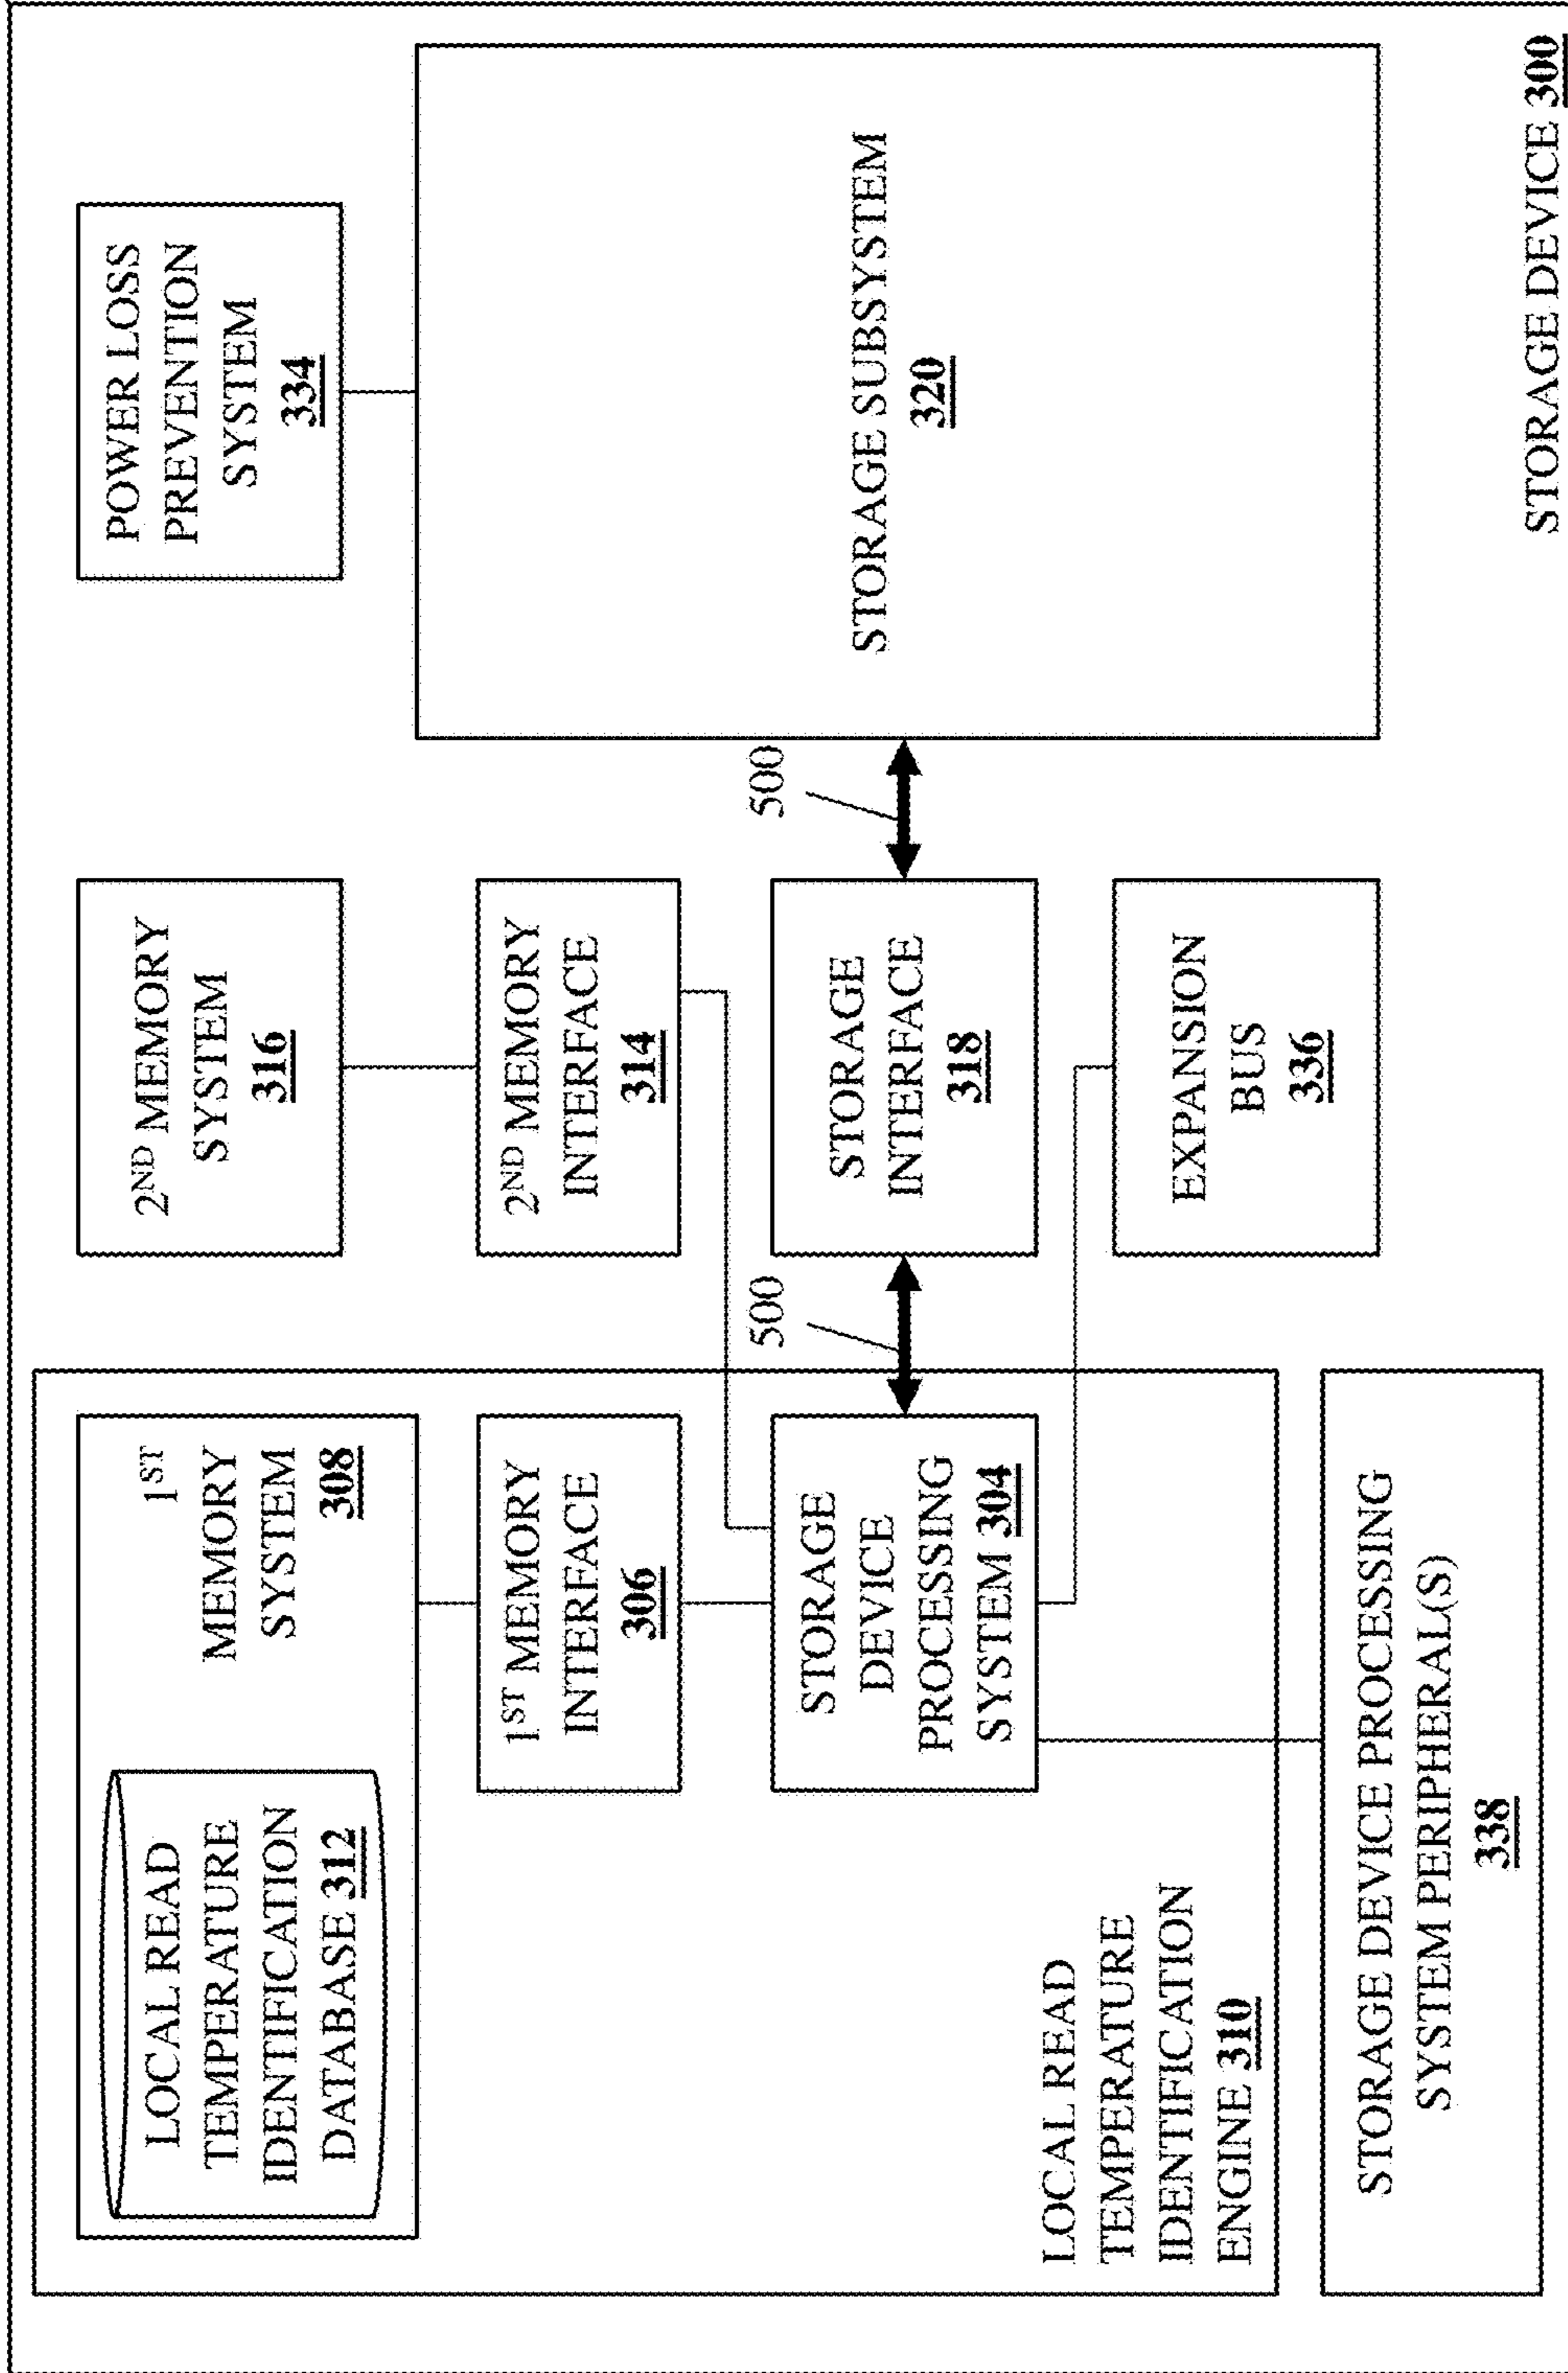 LOCAL READ
TEMPERATURE
IDENTIFICATION
DATABASE 312
1ST
MEMORY
SYSTEM
308
1ST MEMORY
INTERFACE
306
STORAGE
DEVICE
PROCESSING
SYSTEM 304
LOCAL READ
TEMPERATURE
IDENTIFICATION
ENGINE 310
STORAGE DEVICE PROCESSING
SYSTEM PERIPHERAL(S)
338
2ND MEMORY
SYSTEM
316
2ND MEMORY
INTERFACE
314
500
STORAGE
INTERFACE
318
500
EXPANSION
BUS
336
POWER LOSS
PREVENTION
SYSTEM
334
STORAGE SUBSYSTEM
320
STORAGE DEVICE 300